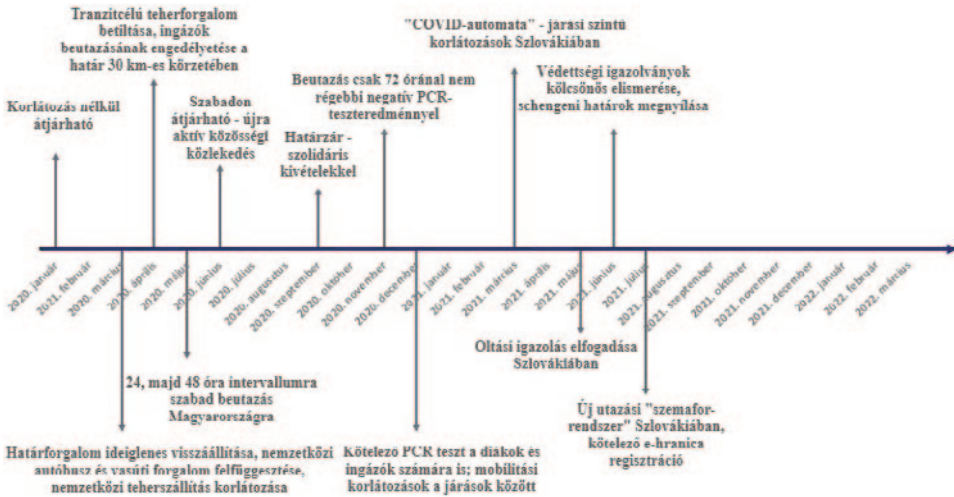 Tranzitcélú teherforgalom
betiltása, ingázók
beutazásának engedélyetése a
határ 30 km-es körzetében
"COVID-automata" - járási szintű
korlátozások Szlovákiában
Korlátozás nélkül
átjárható
Szabadon
átjárható - újra
aktív közösségi
közlekedés
Határzár -
szolidáris
kivételekkel
Beutazás csak 72 óránál nem
régebbi negatív PCR-
teszteredménnyel
Védettségi igazolványok
kölcsönös elismerése,
schengeni határok megnyílása
2020. január
2021. február
2020. március
2020. április
2020. május
2020. június
2020. július
2020. augusztus
2020. szeptember
2020. október
2020. november
2020. december
2021. január
2021. február
2021. március
2021. április
2021. május
2021. június
2021. július
2021. augusztus
2021. szeptember
2021. október
2021. november
2021. december
2022. január
2022. február
2022. március
24, majd 48 óra intervallumra
szabad beutazás
Magyarországra
Oltási igazolás elfogadása
Szlovákiában
Új utazási "szemafor-
rendszer" Szlovákiában,
kötelező e-hranica
regisztráció
Határforgalom ideiglenes visszaállítása, nemzetközi
autóbusz és vasúti forgalom felfüggesztése,
nemzetközi teherszállítás korlátozása
Kötelező PCR teszt a diákok és
ingázók számára is; mobilitási
korlátozások a járások között